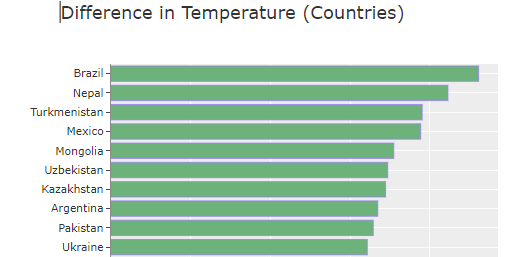 Difference in Temperature (Countries)
Brazil
Nepal
Turkmenistan
Mexico
Mongolia
Uzbekistan
Kazakhstan
Argentina
Pakistan
Ukraine